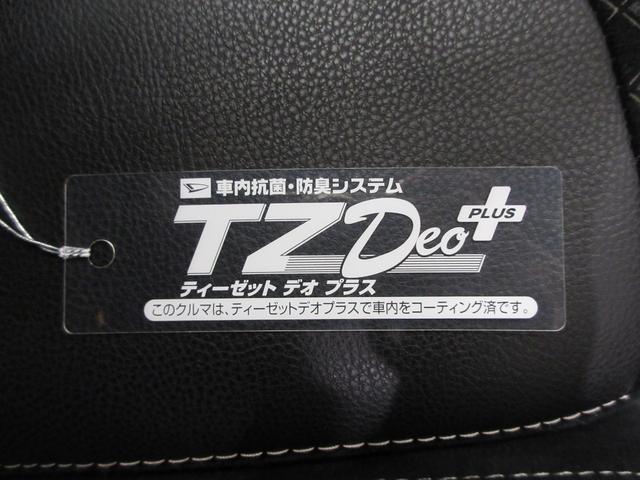 車内抗菌・防臭システム
TZ Deo PLUS
ティーゼット デオ プラス
このクルマは、ティーゼットデオプラスで車内をコーティング済です。